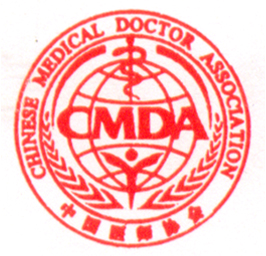 CHINESE MEDICAL DOCTOR ASSOCIATION
CMDA
中国医师协会